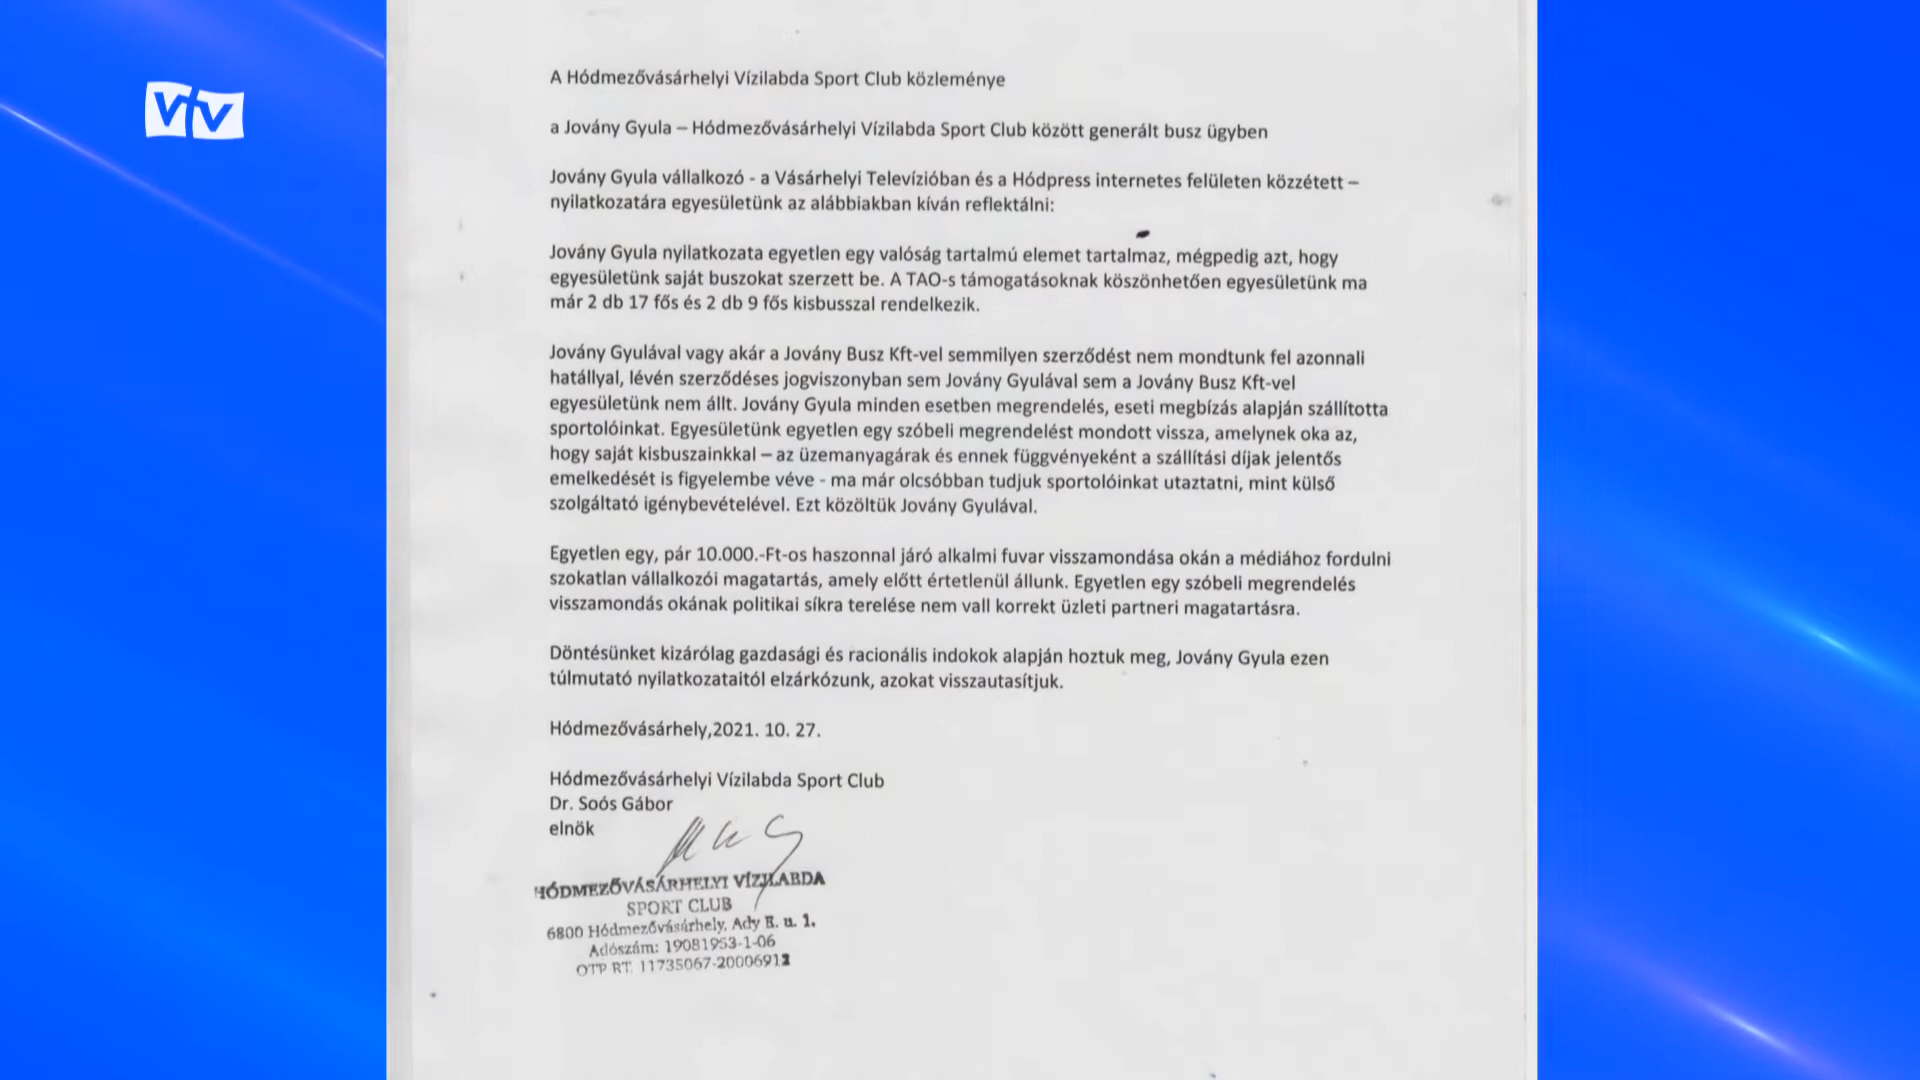 VTV
A Hódmezővásárhelyi Vízilabda Sport Club közleménye
a Jovány Gyula – Hódmezővásárhelyi Vízilabda Sport Club között generált busz ügyben
Jovány Gyula vállalkozó - a Vásárhelyi Televízióban és a Hódpress internetes felületen közzétett –
nyilatkozatára egyesületünk az alábbiakban kíván reflektálni:
Jovány Gyula nyilatkozata egyetlen egy valóság tartalmú elemet tartalmaz, mégpedig azt, hogy
egyesületünk saját buszokat szerzett be. A TAO-s támogatásoknak köszönhetően egyesületünk ma
már 2 db 17 fős és 2 db 9 fős kisbusszal rendelkezik.
Jovány Gyulával vagy akár a Jovány Busz Kft-vel semmilyen szerződést nem mondtunk fel azonnali
hatállyal, lévén szerződéses jogviszonyban sem Jovány Gyulával sem a Jovány Busz Kft-vel
egyesületünk nem állt. Jovány Gyula minden esetben megrendelés, eseti megbízás alapján szállította
sportolóinkat. Egyesületünk egyetlen egy szóbeli megrendelést mondott vissza, amelynek oka az,
hogy saját kisbuszainkkal – az üzemanyagárak és ennek függvényeként a szállítási díjak jelentős
emelkedését is figyelembe véve - ma már olcsóbban tudjuk sportolóinkat utaztatni, mint külső
szolgáltató igénybevételével. Ezt közöltük Jovány Gyulával.
Egyetlen egy, pár 10.000.-Ft-os haszonnal járó alkalmi fuvar visszamondása okán a médiához fordulni
szokatlan vállalkozói magatartás, amely előtt értetlenül állunk. Egyetlen egy szóbeli megrendelés
visszamondás okának politikai síkra terelése nem vall korrekt üzleti partneri magatartásra.
Döntésünket kizárólag gazdasági és racionális indokok alapján hoztuk meg, Jovány Gyula ezen
túlmutató nyilatkozataitól elzárkózunk, azokat visszautasítjuk.
Hódmezővásárhely,2021. 10. 27.
Hódmezővásárhelyi Vízilabda Sport Club
Dr. Soós Gábor
elnök
HÓDMEZŐVÁSÁRHELYI VÍZILABDA
SPORT CLUB
6800 Hódmezővásárhely, Ady E. u. 1.
Adószám: 19081953-1-06
OTP RT. 11735067-20006912